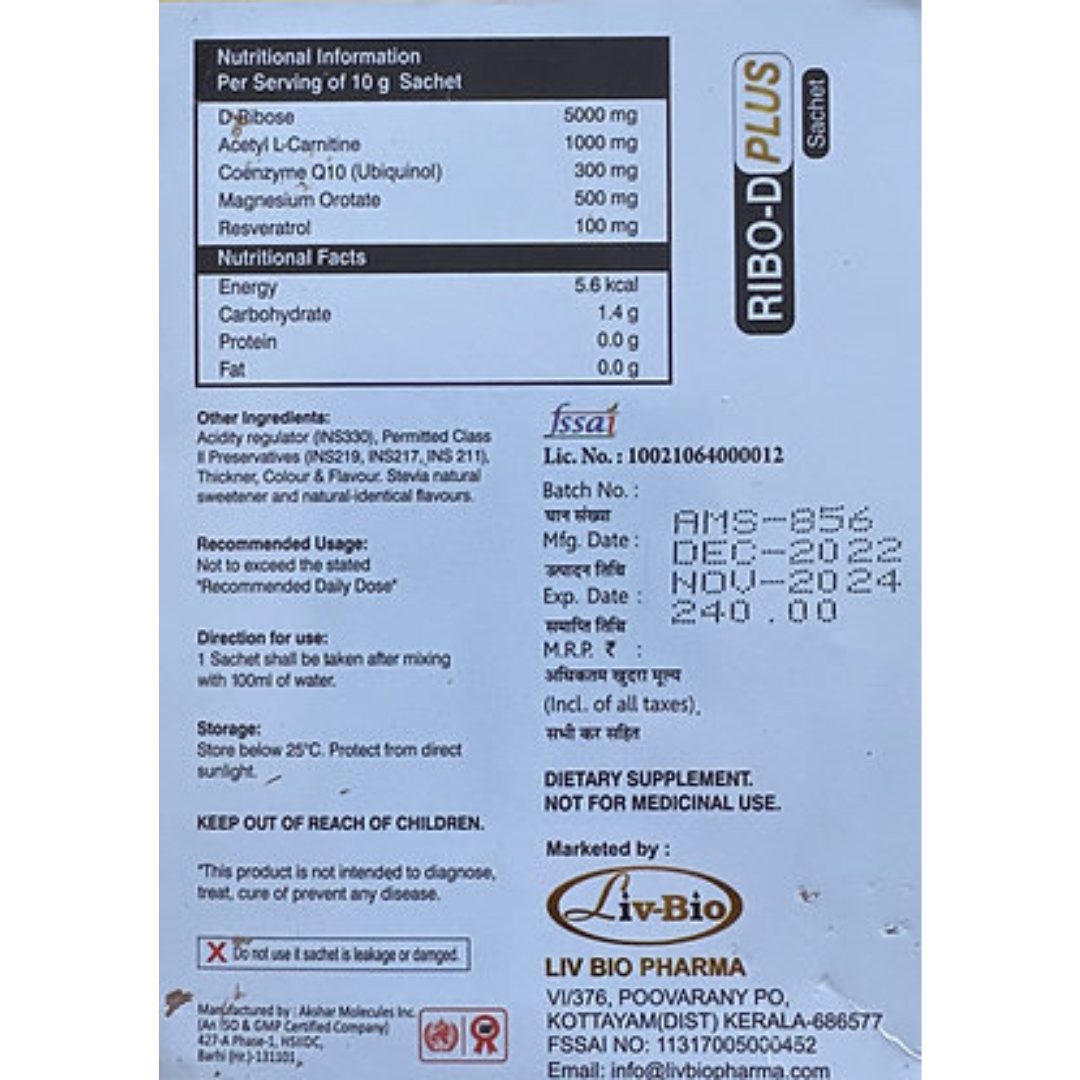 Nutritional Information
Per Serving of 10 g Sachet
D-Ribose 5000 mg
Acetyl L-Carnitine 1000 mg
Coenzyme Q10 (Ubiquinol) 300 mg
Magnesium Orotate 500 mg
Resveratrol 100 mg
Nutritional Facts
Energy 5.6 kcal
Carbohydrate 1.4 g
Protein 0.0 g
Fat 0.0 g
RIBO-D PLUS
Sachet
Other Ingredients:
Acidity regulator (INS330), Permitted Class
II Preservatives (INS219, INS217, INS 211),
Thickner, Colour & Flavour. Stevia natural
sweetener and natural-identical flavours.
Recommended Usage:
Not to exceed the stated
"Recommended Daily Dose"
Direction for use:
1 Sachet shall be taken after mixing
with 100ml of water.
Storage:
Store below 25°C. Protect from direct
sunlight.
KEEP OUT OF REACH OF CHILDREN.
"This product is not intended to diagnose,
treat, cure of prevent any disease.
X Do not use it sachet is leakage or damged.
Manufactured by : Akshar Molecules Inc.
(An ISO & GMP Certified Company)
427-A Phase-1, HSIIDC,
Barhi (Hr.)-131101
fssai
Lic. No. : 10021064000012
Batch No. :
घान संख्या
AMS-856
Mfg. Date :
DEC-2022
उत्पादन तिथि
NOV-2024
Exp. Date :
240.00
समाप्ति तिथि
M.R.P. ₹ :
अधिकतम खुदरा मूल्य
(Incl. of all taxes)
सभी कर सहित
DIETARY SUPPLEMENT.
NOT FOR MEDICINAL USE.
Marketed by :
Liv-Bio
LIV BIO PHARMA
VI/376, POOVARANY PO,
KOTTAYAM(DIST) KERALA-686577
FSSAI NO: 11317005000452
Email: info@livbiopharma.com